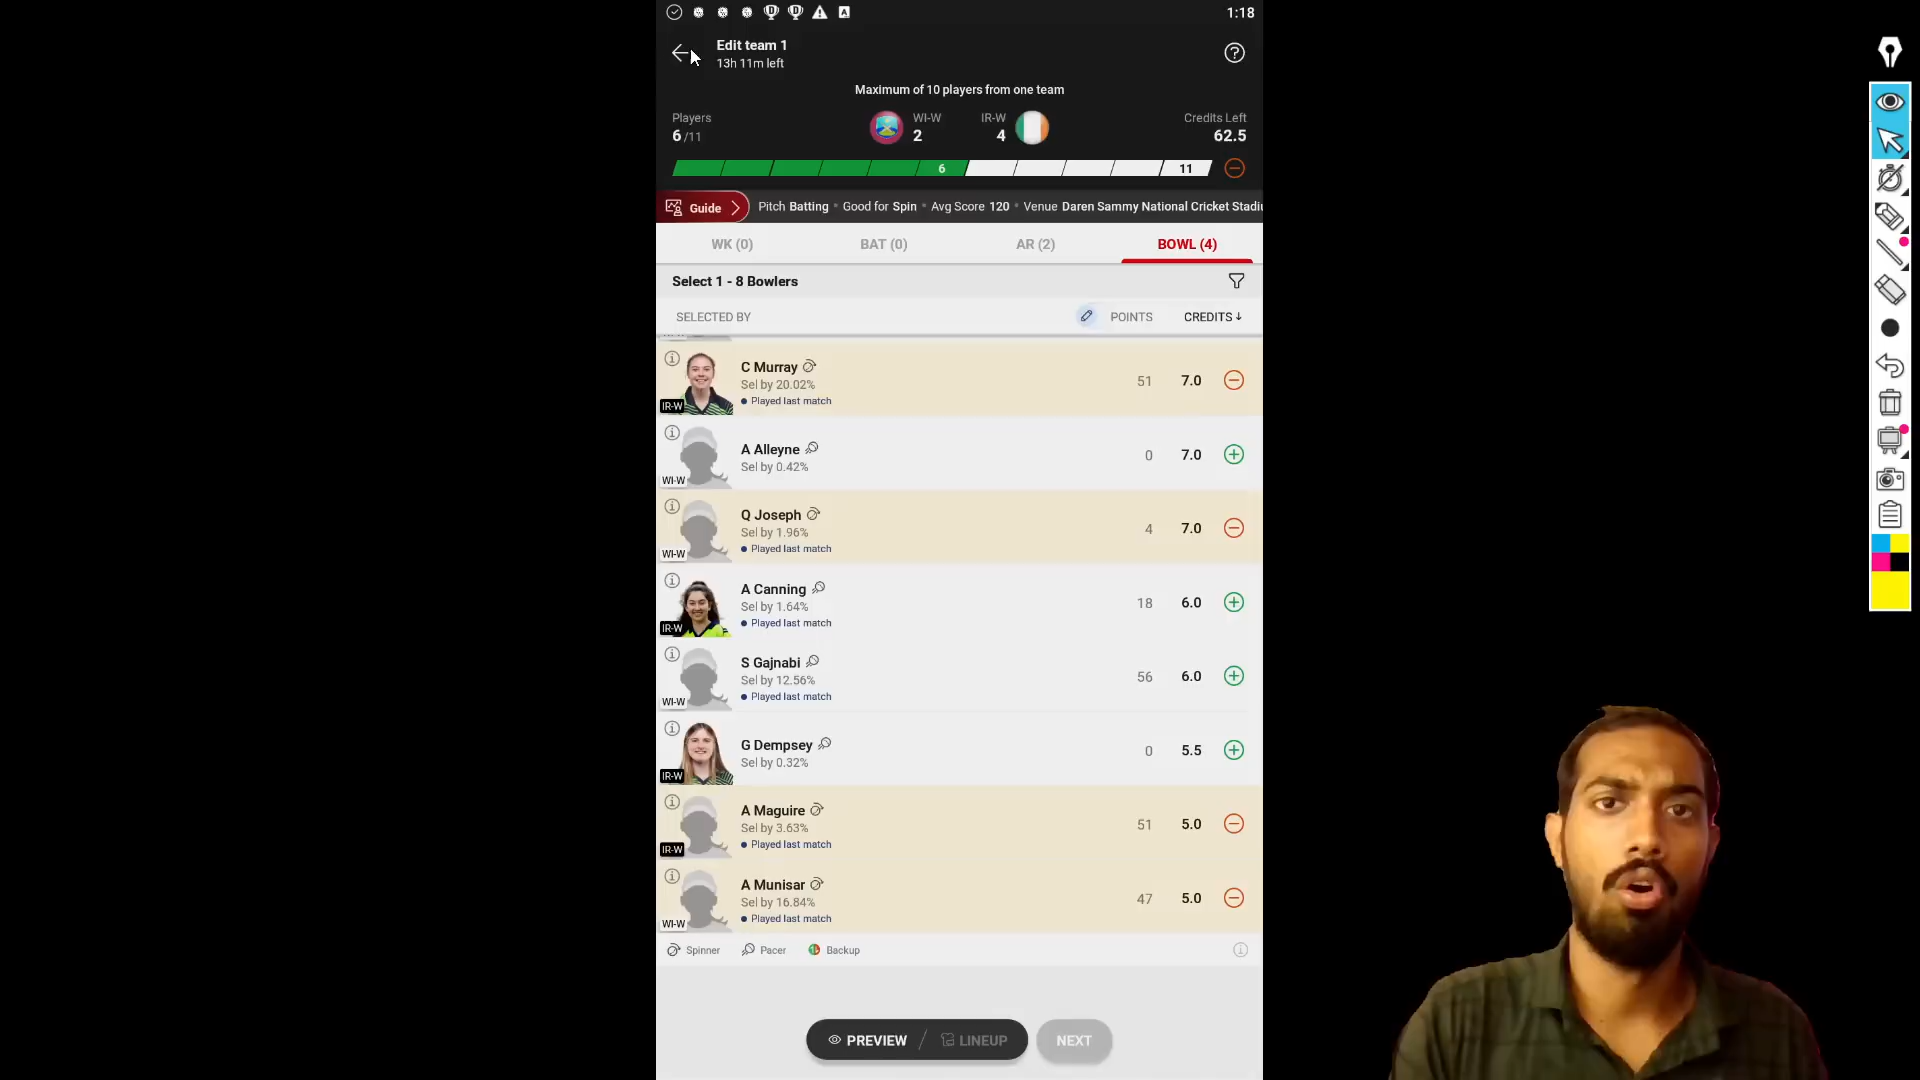 1:18
Edit team 1
13h 11m left
Maximum of 10 players from one team
Players
6 /11
WI-W
2
IR-W
4
Credits Left
62.5
6
11
Guide
Pitch Batting • Good for Spin • Avg Score 120 • Venue Daren Sammy National Cricket Stadiu
WK (0)
BAT (0)
AR (2)
BOWL (4)
Select 1 - 8 Bowlers
SELECTED BY
POINTS
CREDITS↓
C Murray
Sel by 20.02%
Played last match
IR-W
51
7.0
A Alleyne
Sel by 0.42%
WI-W
0
7.0
Q Joseph
Sel by 1.96%
Played last match
WI-W
4
7.0
A Canning
Sel by 1.64%
Played last match
IR-W
18
6.0
S Gajnabi
Sel by 12.56%
Played last match
WI-W
56
6.0
G Dempsey
Sel by 0.32%
IR-W
0
5.5
A Maguire
Sel by 3.63%
Played last match
IR-W
51
5.0
A Munisar
Sel by 16.84%
Played last match
WI-W
47
5.0
Spinner
Pacer
Backup
PREVIEW
LINEUP
NEXT